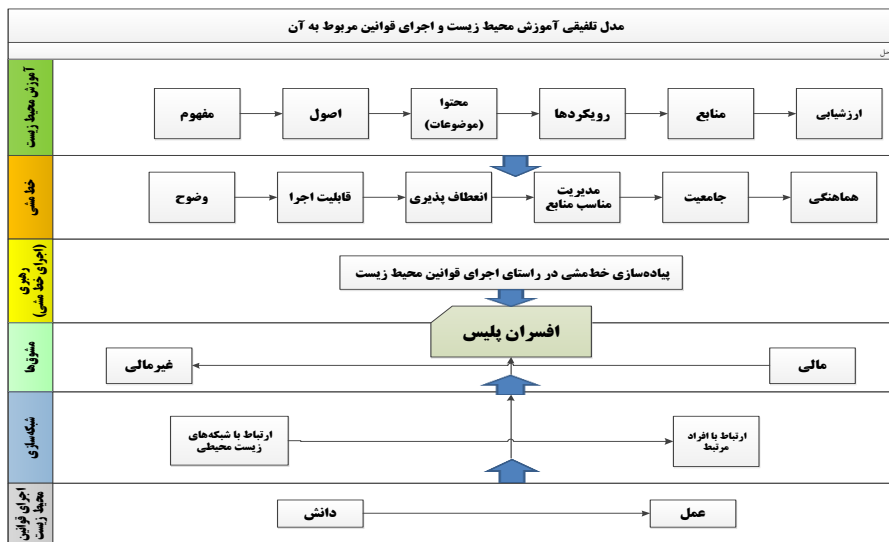 مدل تلفیقی آموزش محیط زیست و اجرای قوانین مربوط به آن
آموزش محیط زیست
مفهوم
اصول
محتوا
(موضوعات)
رویکردها
منابع
ارزشیابی
خط مشی
وضوح
قابلیت اجرا
انعطاف پذیری
مدیریت
مناسب منابع
جامعیت
هماهنگی
رهبری
(اجرای خط مشی)
پیاده‌سازی خط‌مشی در راستای اجرای قوانین محیط زیست
افسران پلیس
مشوق‌ها
غیرمالی
مالی
شبکه‌سازی
ارتباط با شبکه‌های
زیست محیطی
ارتباط با افراد
مرتبط
اجرای قوانین
محیط زیست
دانش
عمل